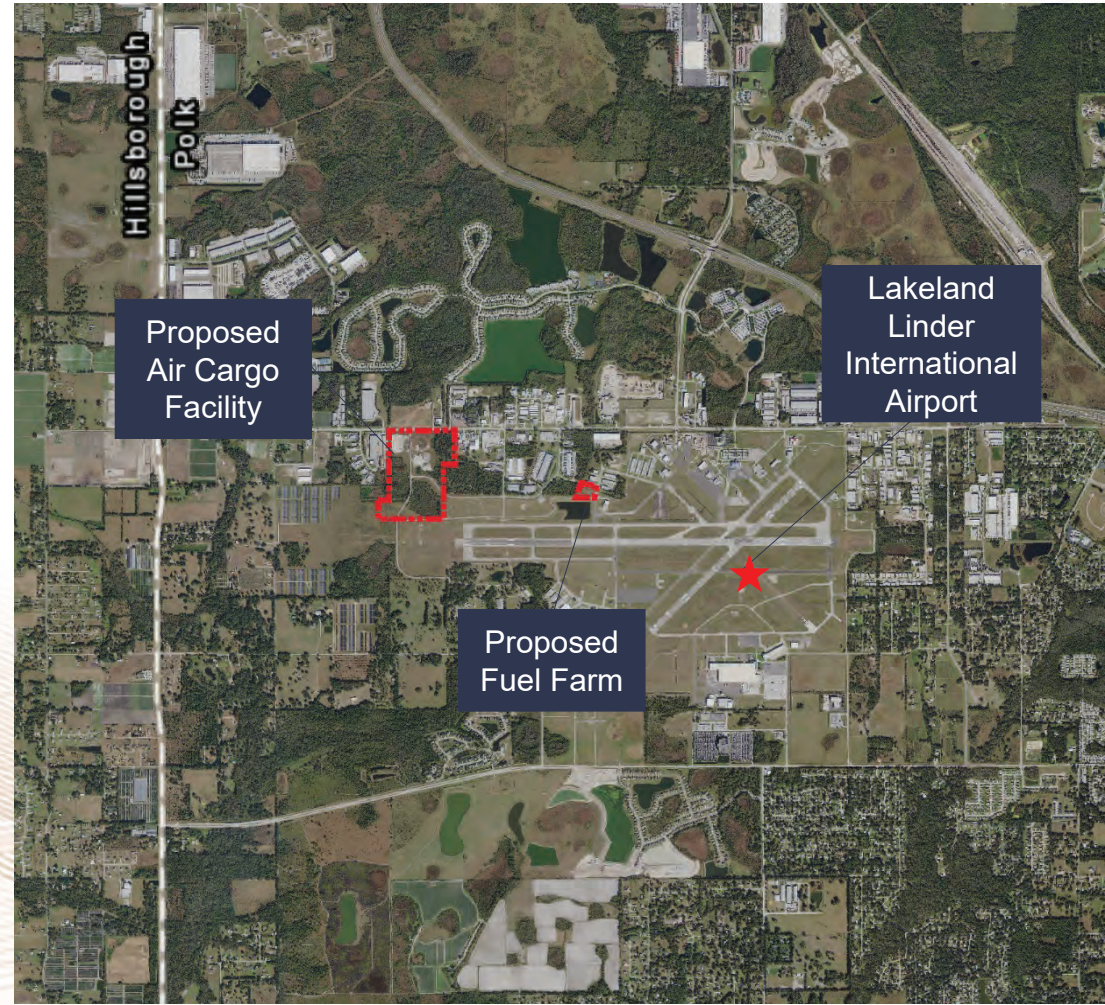 Hillsborough
Polk
Proposed
Air Cargo
Facility
Lakeland
Linder
International
Airport
Proposed
Fuel Farm